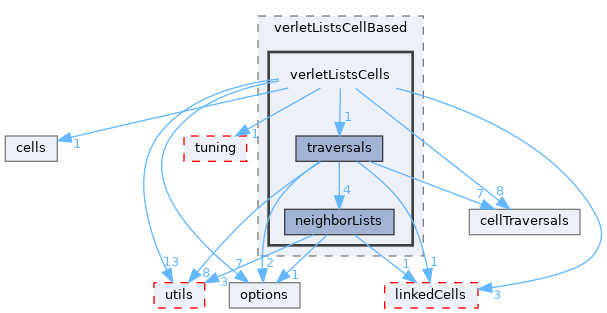 verletListsCellBased
verletListsCells
1
1
1
cells
tuning
traversals
4
7
8
neighborLists
cellTraversals
13
8
3
7
2
1
1
1
3
utils
options
linkedCells